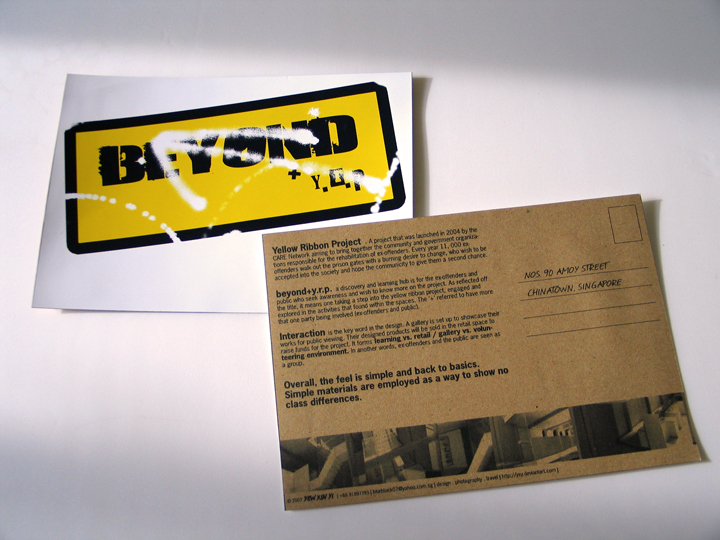 BEYOND
+ Y.E.P
Yellow Ribbon Project . A project that was launched in 2004 by the
CARE Network aiming to bring together the community and government organiza-
tions responsible for the rehabilitation of ex-offenders. Every year 11, 000 ex
offenders walk out the prison gates with a burning desire to change, who wish to be
accepted into the society and hope the community to give them a second chance.
beyond+y.r.p. a discovery and learning hub is for the ex-offenders and
public who seek awareness and wish to know more on the project. As reflected off
the title, it means one taking a step into the yellow ribbon project, engaged and
explored in the activities that found within the spaces. The '+' referred to have more
that one party being involved (ex-offenders and public).
Interaction is the key word in the design. A gallery is set up to showcase their
works for public viewing. Their designed products will be sold in the retail space to
raise funds for the project. It forms learning vs. retail / gallery vs. volun-
teering environment. In another words, ex-offenders and the public are seen as
a group.
Overall, the feel is simple and back to basics.
Simple materials are employed as a way to show no
class differences.
NOS. 90 AMOY STREET
CHINATOWN. SINGAPORE
© 2007 | design . photography . travel |